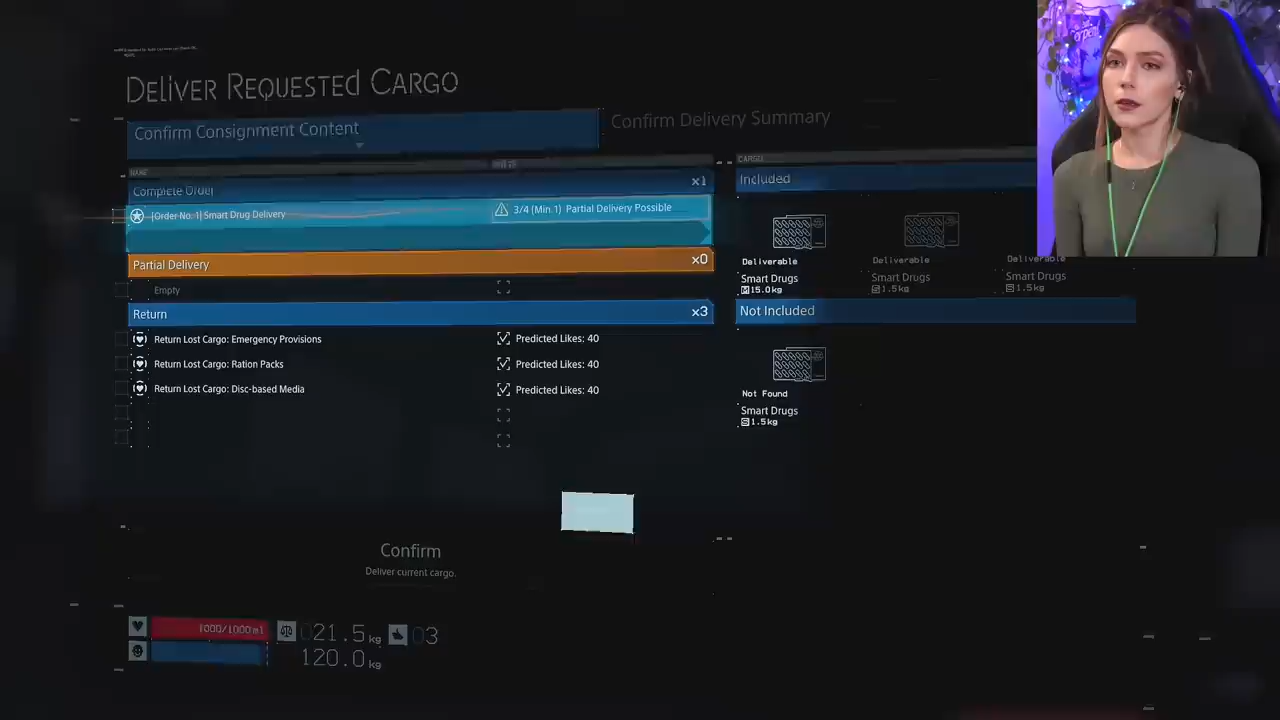 Deliver Requested Cargo
Confirm Consignment Content
Confirm Delivery Summary
NAME
Complete Order x1
[Order No. 1] Smart Drug Delivery 3/4 (Min.1) Partial Delivery Possible
Partial Delivery x0
Empty
Return x3
Return Lost Cargo: Emergency Provisions Predicted Likes: 40
Return Lost Cargo: Ration Packs Predicted Likes: 40
Return Lost Cargo: Disc-based Media Predicted Likes: 40
CARGO
Included
Deliverable Deliverable Deliverable
Smart Drugs Smart Drugs Smart Drugs
15.0kg 1.5kg 1.5kg
Not Included
Not Found
Smart Drugs
1.5kg
Confirm
Deliver current cargo.
1000/1000ml 021.5 kg 03
120.0 kg